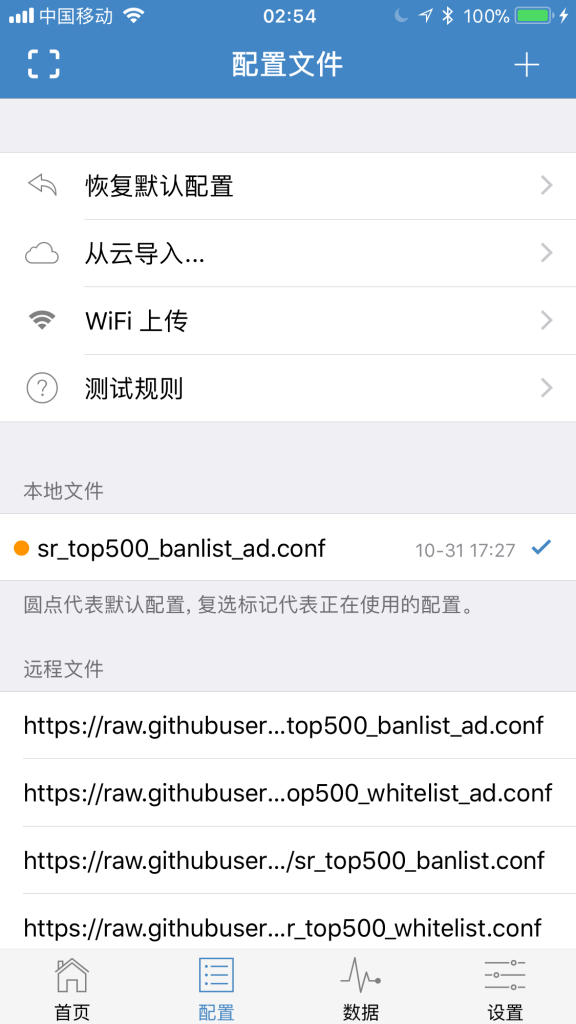 中国移动 02:54 100%
配置文件
恢复默认配置
从云导入...
WiFi 上传
测试规则
本地文件
sr_top500_banlist_ad.conf 10-31 17:27
圆点代表默认配置, 复选标记代表正在使用的配置。
远程文件
https://raw.githubuser...top500_banlist_ad.conf
https://raw.githubuser...op500_whitelist_ad.conf
https://raw.githubuser.../sr_top500_banlist.conf
https://raw.githubuser...r_top500_whitelist.conf
首页 配置 数据 设置